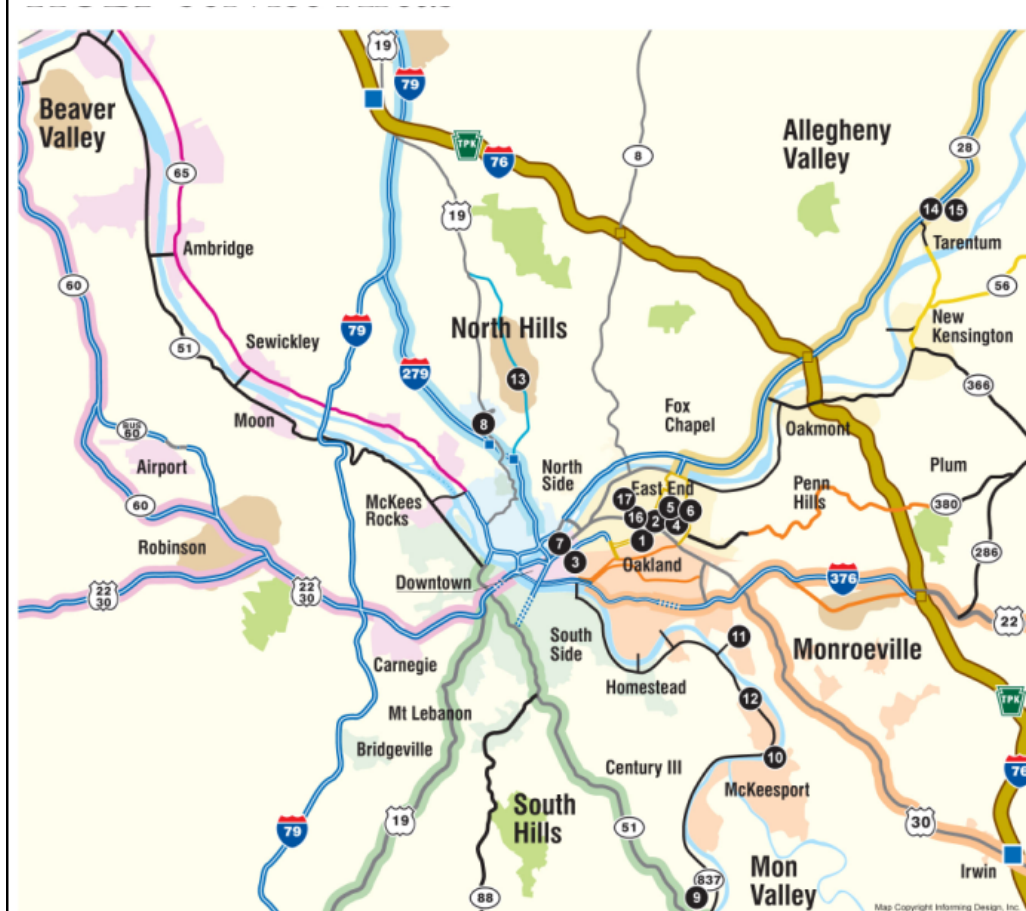 19
79
Beaver
Valley
TPK
76
8
Allegheny
Valley
28
65
19
14
15
Tarentum
Ambridge
60
56
79
North Hills
New
Kensington
51
Sewickley
279
13
366
BUS
60
Moon
8
Fox
Chapel
Oakmont
Airport
North
Side
Plum
60
McKees
Rocks
17
East End
Penn
Hills
5
6
380
16
2
4
Robinson
7
1
286
3
Oakland
22
30
22
30
Downtown
376
22
11
Carnegie
South
Side
Monroeville
Homestead
12
TPK
Mt Lebanon
Bridgeville
10
Century III
76
McKeesport
South
Hills
19
79
51
30
Mon
Valley
837
Irwin
88
9
Map Copyright Informing Design, Inc.